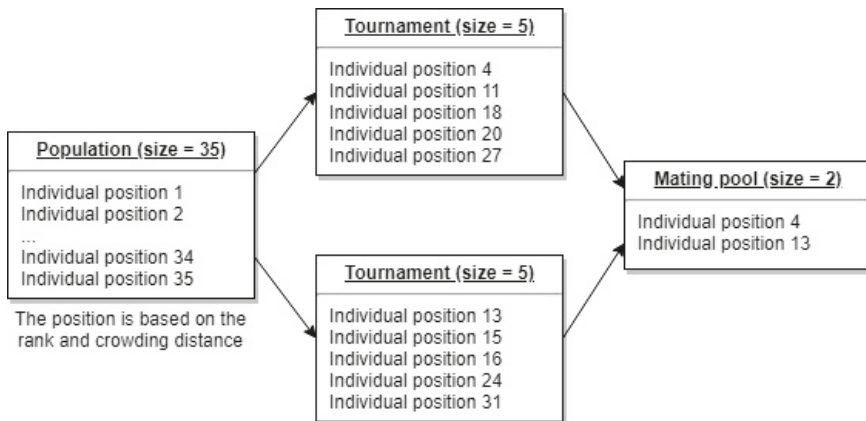 Population (size = 35)
Individual position 1
Individual position 2
...
Individual position 34
Individual position 35
The position is based on the
rank and crowding distance
Tournament (size = 5)
Individual position 4
Individual position 11
Individual position 18
Individual position 20
Individual position 27
Tournament (size = 5)
Individual position 13
Individual position 15
Individual position 16
Individual position 24
Individual position 31
Mating pool (size = 2)
Individual position 4
Individual position 13